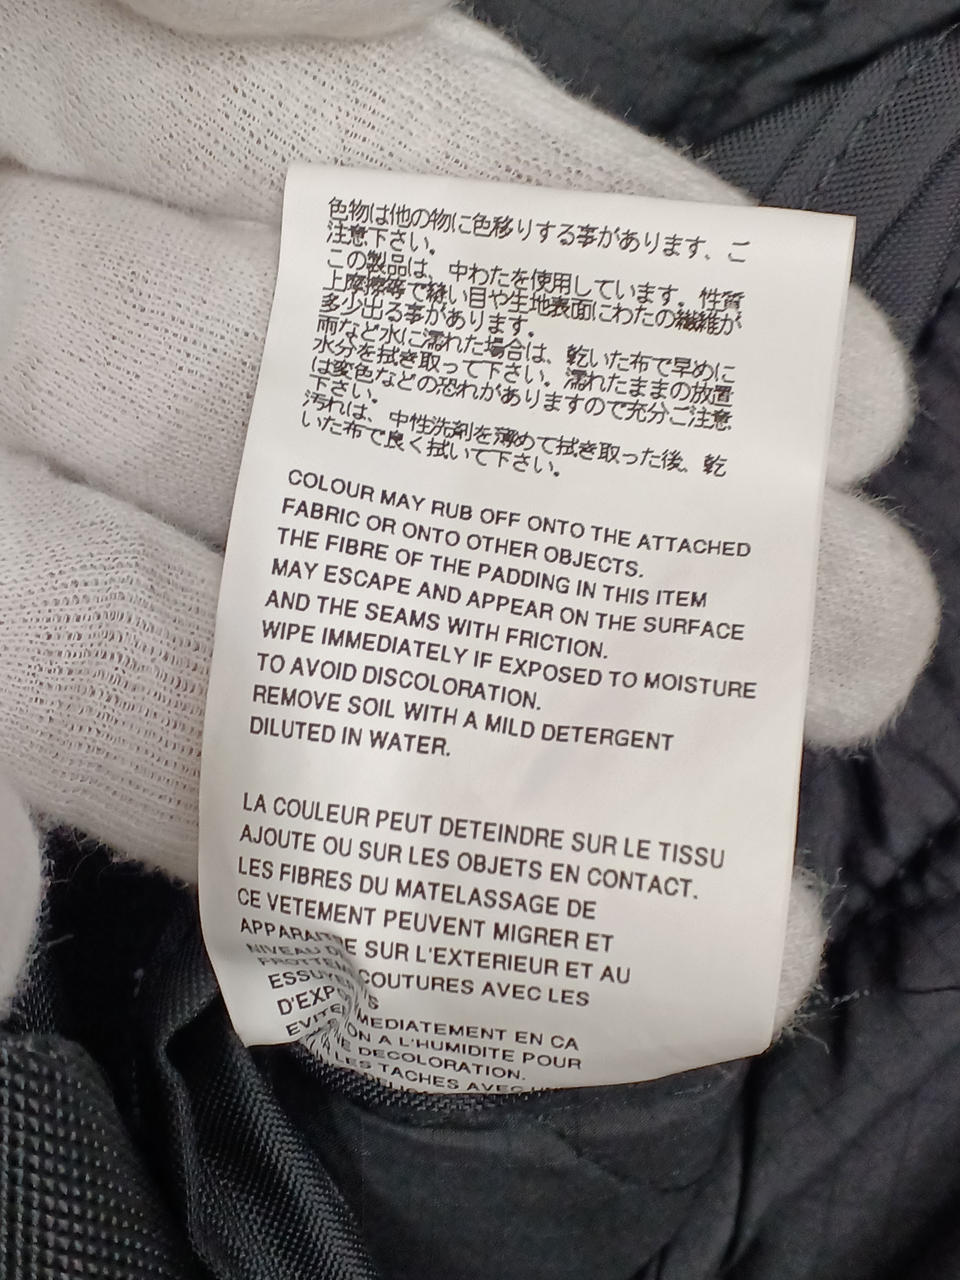 色物は他の物に色移りする事があります、ご
注意下さい。
この製品は、中わたを使用しています。性質
上摩擦等で縫い目や生地表面にわたの繊維が
多少出る事があります。
雨など水に濡れた場合は、乾いた布で早めに
水分を拭き取って下さい。濡れたままの放置
は変色などの恐れがありますので充分ご注意
下さい。
汚れは、中性洗剤を薄めて拭き取った後、乾
いた布で良く拭いて下さい。
COLOUR MAY RUB OFF ONTO THE ATTACHED
FABRIC OR ONTO OTHER OBJECTS.
THE FIBRE OF THE PADDING IN THIS ITEM
MAY ESCAPE AND APPEAR ON THE SURFACE
AND THE SEAMS WITH FRICTION.
WIPE IMMEDIATELY IF EXPOSED TO MOISTURE
TO AVOID DISCOLORATION.
REMOVE SOIL WITH A MILD DETERGENT
DILUTED IN WATER.
LA COULEUR PEUT DETEINDRE SUR LE TISSU
AJOUTE OU SUR LES OBJETS EN CONTACT.
LES FIBRES DU MATELASSAGE DE
CE VETEMENT PEUVENT MIGRER ET
APPARAITRE SUR L'EXTERIEUR ET AU
NIVEAU COUTURES AVEC LES
D'EXPO A L'HUMIDITE POUR
DECOLORATION.
LES TACHES AVEC